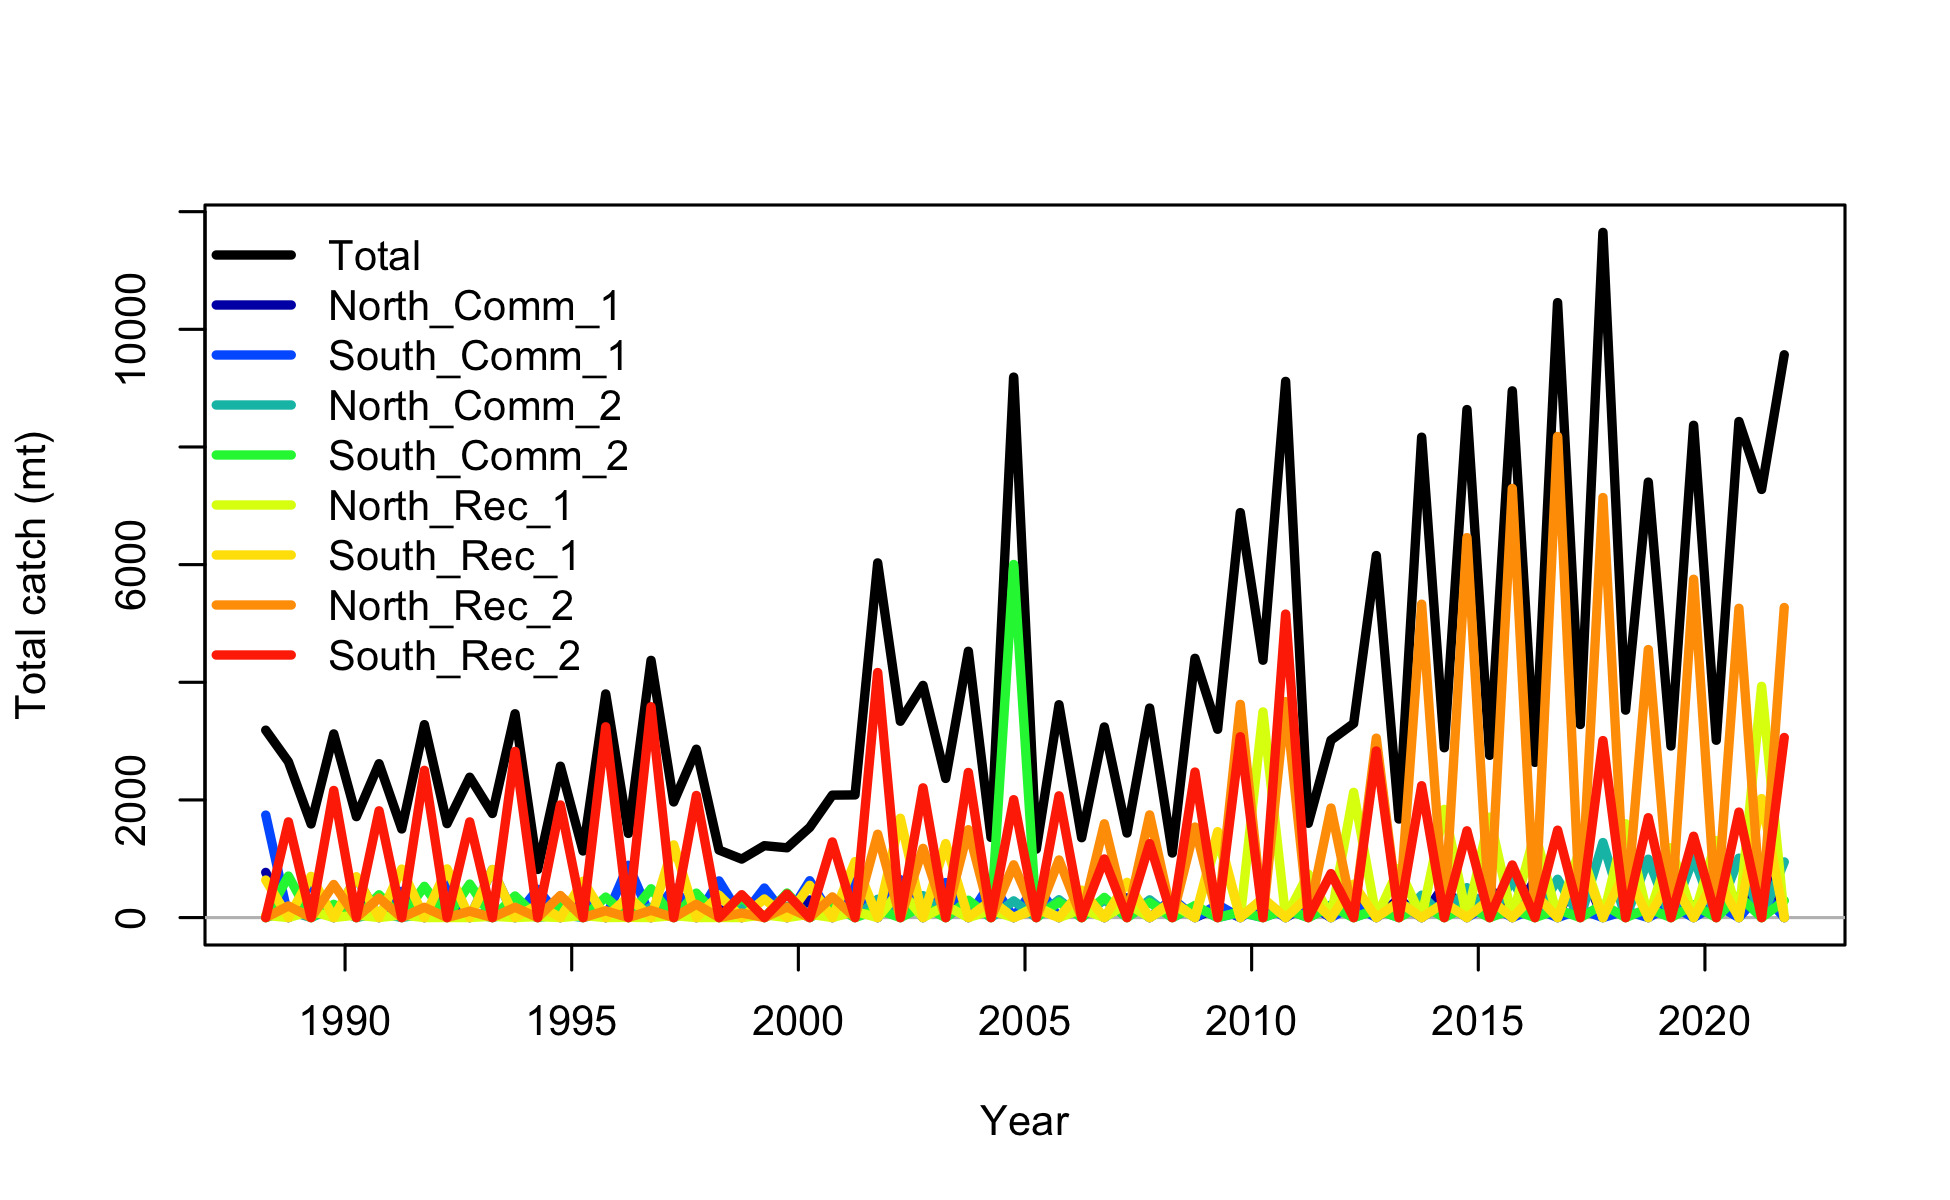 Total
North_Comm_1
South_Comm_1
North_Comm_2
South_Comm_2
North_Rec_1
South_Rec_1
North_Rec_2
South_Rec_2
Total catch (mt)
10000
6000
2000
0
1990 1995 2000 2005 2010 2015 2020
Year